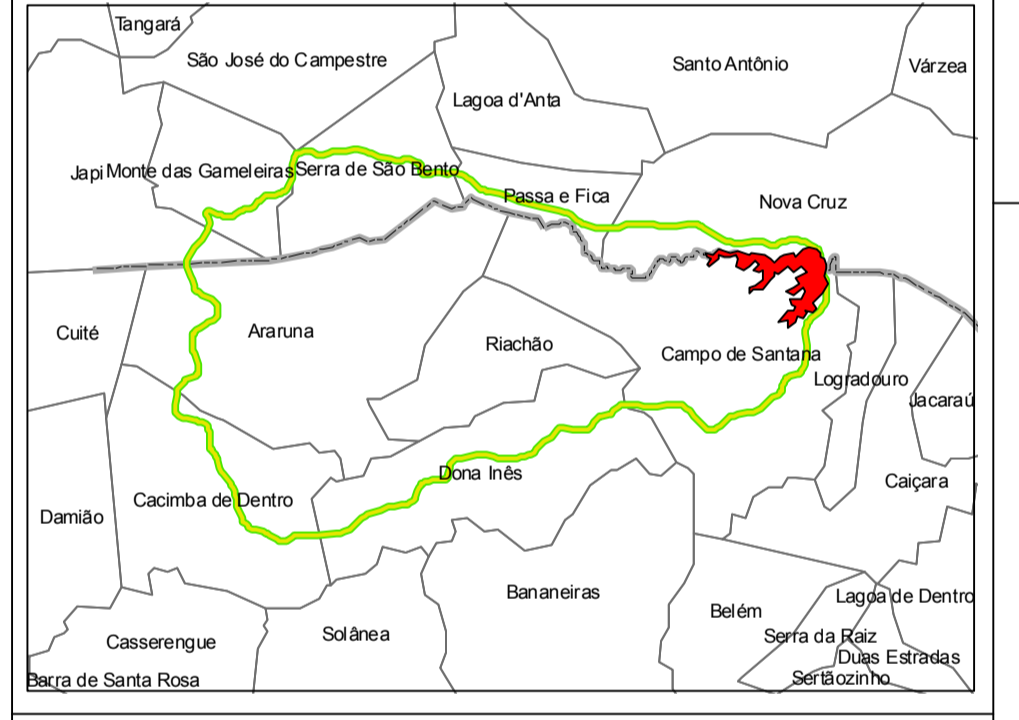 Tangará
São José do Campestre
Santo Antônio
Várzea
Lagoa d'Anta
Japi
Monte das Gameleiras
Serra de São Bento
Passa e Fica
Nova Cruz
Cuité
Araruna
Riachão
Campo de Santana
Logradouro
Jacaraú
Dona Inês
Caiçara
Cacimba de Dentro
Damião
Bananeiras
Lagoa de Dentro
Belém
Solânea
Serra da Raiz
Casserengue
Duas Estradas
Sertãozinho
Barra de Santa Rosa